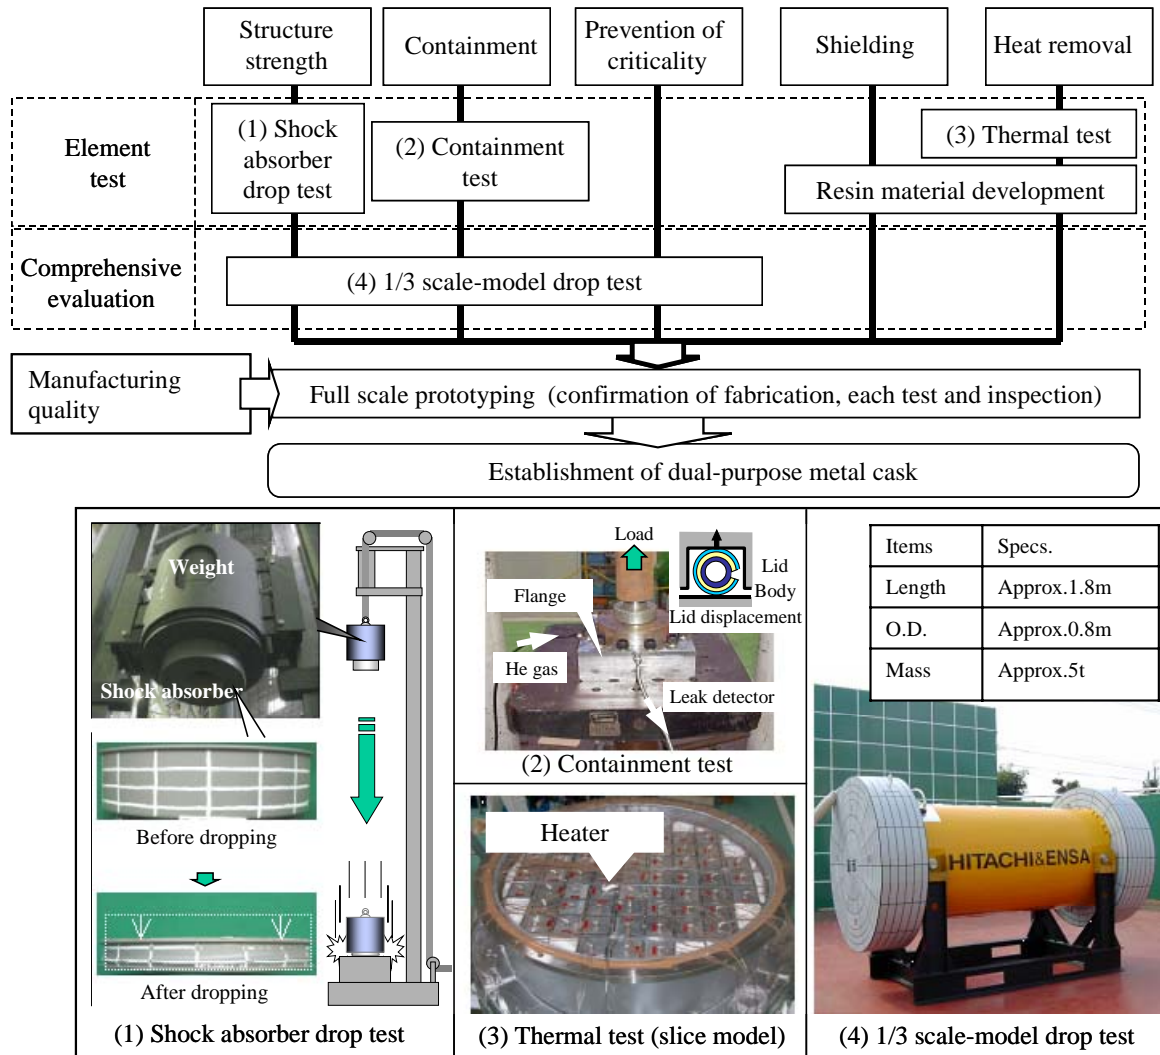 Structure
strength
Containment
Prevention of
criticality
Shielding
Heat removal
Element
test
(1) Shock
absorber
drop test
(2) Containment
test
(3) Thermal test
Resin material development
Comprehensive
evaluation
(4) 1/3 scale-model drop test
Manufacturing
quality
Full scale prototyping (confirmation of fabrication, each test and inspection)
Establishment of dual-purpose metal cask
Weight
Shock absorber
Before dropping
After dropping
(1) Shock absorber drop test
Load
Flange
Lid
Body
Lid displacement
He gas
Leak detector
(2) Containment test
Heater
(3) Thermal test (slice model)
Items Specs.
Length Approx.1.8m
O.D. Approx.0.8m
Mass Approx.5t
HITACHI&ENSA
(4) 1/3 scale-model drop test